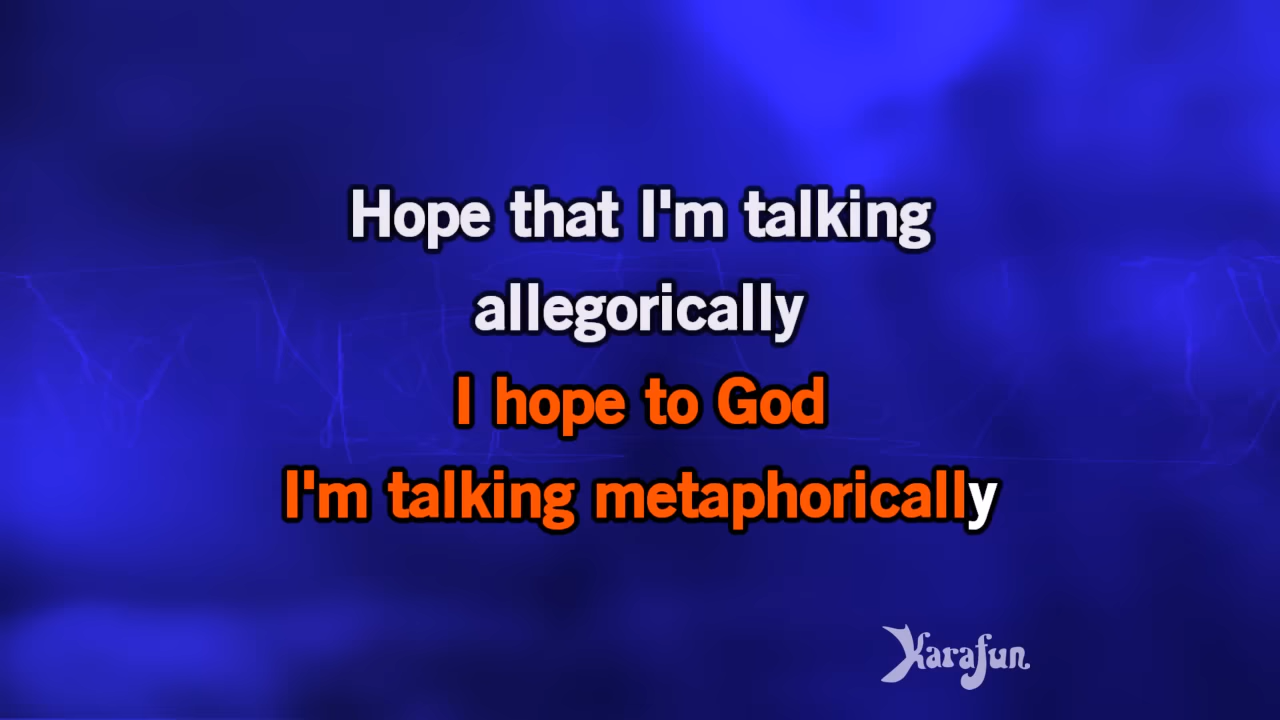 Hope that I'm talking
allegorically
I hope to God
I'm talking metaphorically
Karafun